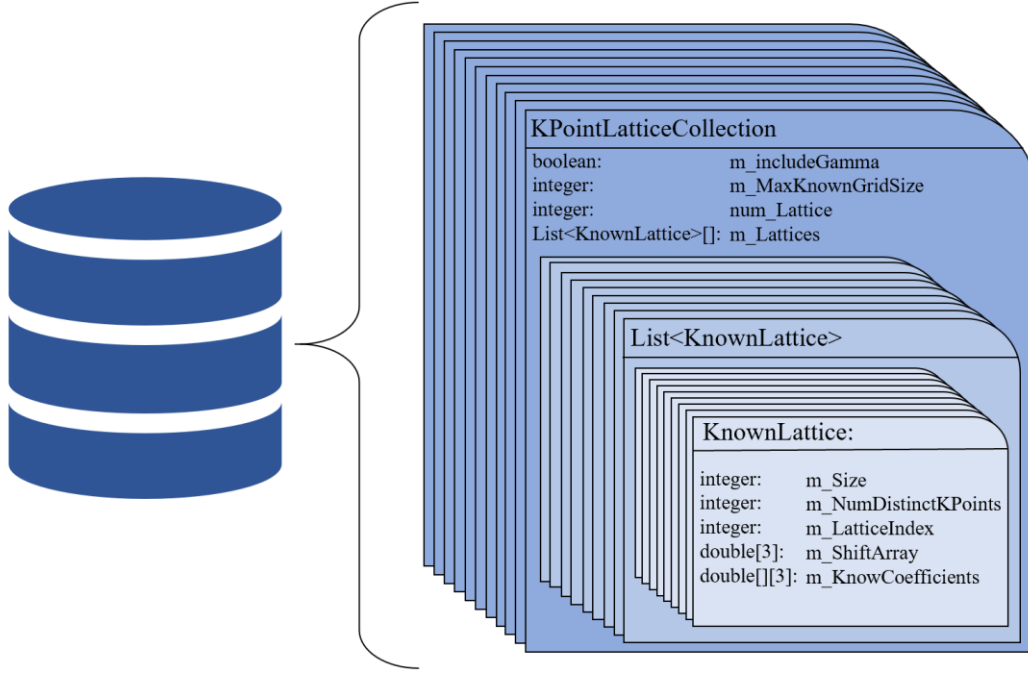 KPointLatticeCollection
boolean: m_includeGamma
integer: m_MaxKnownGridSize
integer: num_Lattice
List<KnownLattice>[]: m_Lattices
List<KnownLattice>
KnownLattice:
integer: m_Size
integer: m_NumDistinctKPoints
integer: m_LatticeIndex
double[3]: m_ShiftArray
double[][3]: m_KnowCoefficients